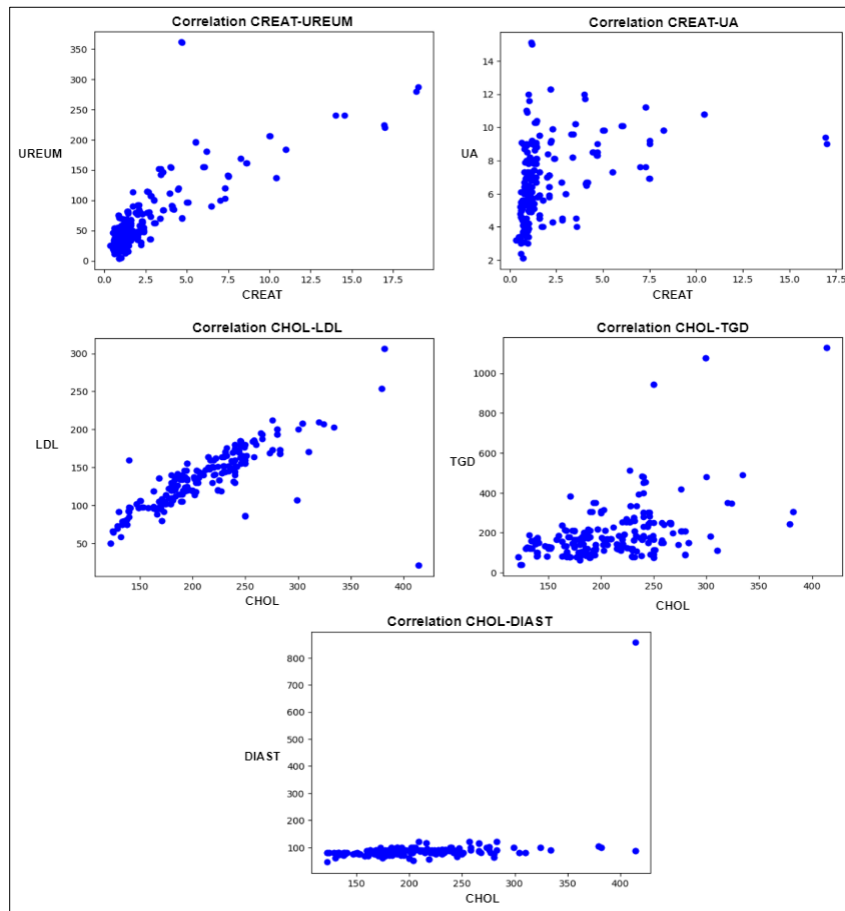 Correlation CREAT-UREUM
350
300
250
200
150
100
50
0
UREUM
0.0 2.5 5.0 7.5 10.0 12.5 15.0 17.5
CREAT
Correlation CREAT-UA
14
12
10
8
6
4
2
UA
0.0 2.5 5.0 7.5 10.0 12.5 15.0 17.5
CREAT
Correlation CHOL-LDL
300
250
200
150
100
50
LDL
150 200 250 300 350 400
CHOL
Correlation CHOL-TGD
1000
800
600
400
200
0
TGD
150 200 250 300 350 400
CHOL
Correlation CHOL-DIAST
800
700
600
500
400
300
200
100
DIAST
150 200 250 300 350 400
CHOL